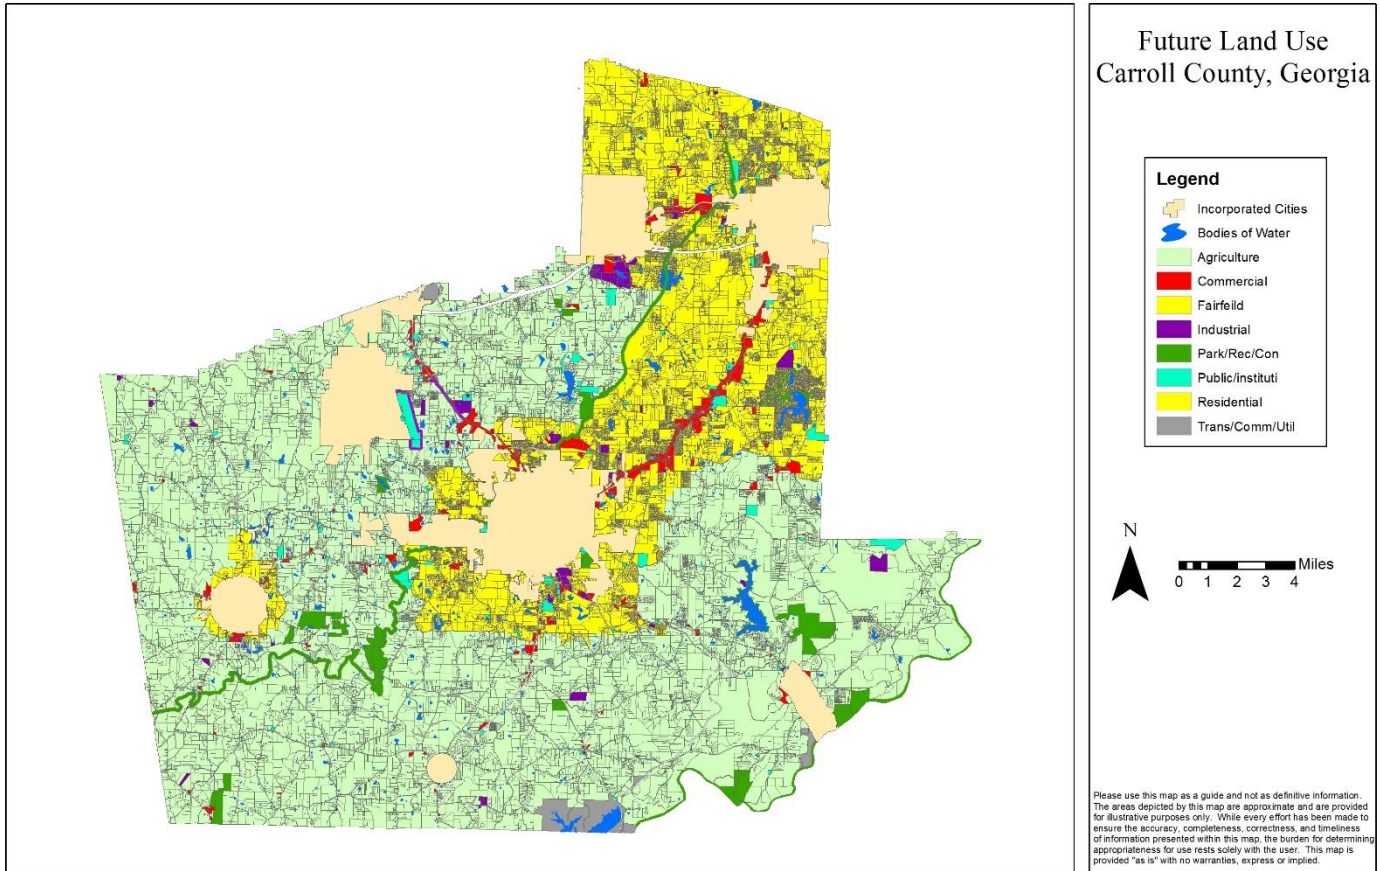 Future Land Use
Carroll County, Georgia
Legend
Incorporated Cities
Bodies of Water
Agriculture
Commercial
Fairfeild
Industrial
Park/Rec/Con
Public/instituti
Residential
Trans/Comm/Util
N
Miles
0 1 2 3 4
Please use this map as a guide and not as definitive information.
The areas depicted by this map are approximate and are provided
for illustrative purposes only. While every effort has been made to
ensure the accuracy, completeness, correctness, and timeliness
of information presented within this map, the burden for determining
appropriateness for use rests solely with the user. This map is
provided "as is" with no warranties, express or implied.